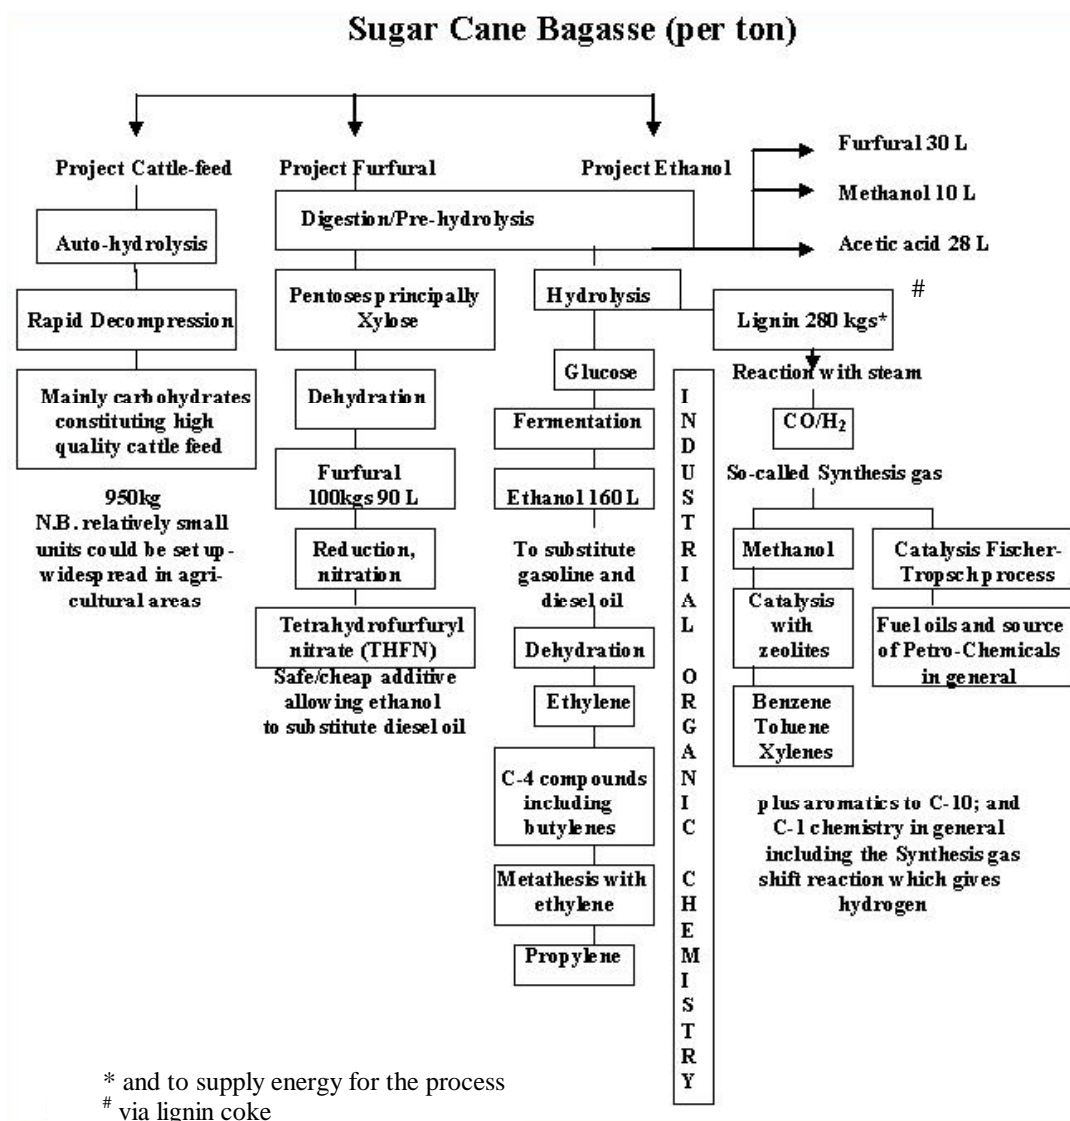 Sugar Cane Bagasse (per ton)
Project Cattle-feed
Auto-hydrolysis
Rapid Decompression
Mainly carbohydrates
constituting high
quality cattle feed
950kg
N.B. relatively small
units could be set up-
widespread in agri-
cultural areas
Project Furfural
Project Ethanol
Digestion/Pre-hydrolysis
Furfural 30 L
Methanol 10 L
Acetic acid 28 L
Pentoses principally
Xylose
Dehydration
Furfural
100kgs 90 L
Reduction,
nitration
Tetrahydrofurfuryl
nitrate (THFN)
Safe/cheap additive
allowing ethanol
to substitute diesel oil
Hydrolysis
Glucose
Fermentation
Ethanol 160 L
To substitute
gasoline and
diesel oil
Dehydration
Ethylene
C-4 compounds
including
butylenes
Metathesis with
ethylene
Propylene
INDUSTRIAL ORGANIC CHEMISTRY
#
Lignin 280 kgs*
Reaction with steam
CO/H₂
So-called Synthesis gas
Methanol
Catalysis
with
zeolites
Benzene
Toluene
Xylenes
Catalysis Fischer-
Tropsch process
Fuel oils and source
of Petro-Chemicals
in general
plus aromatics to C-10; and
C-1 chemistry in general
including the Synthesis gas
shift reaction which gives
hydrogen
* and to supply energy for the process
# via lignin coke